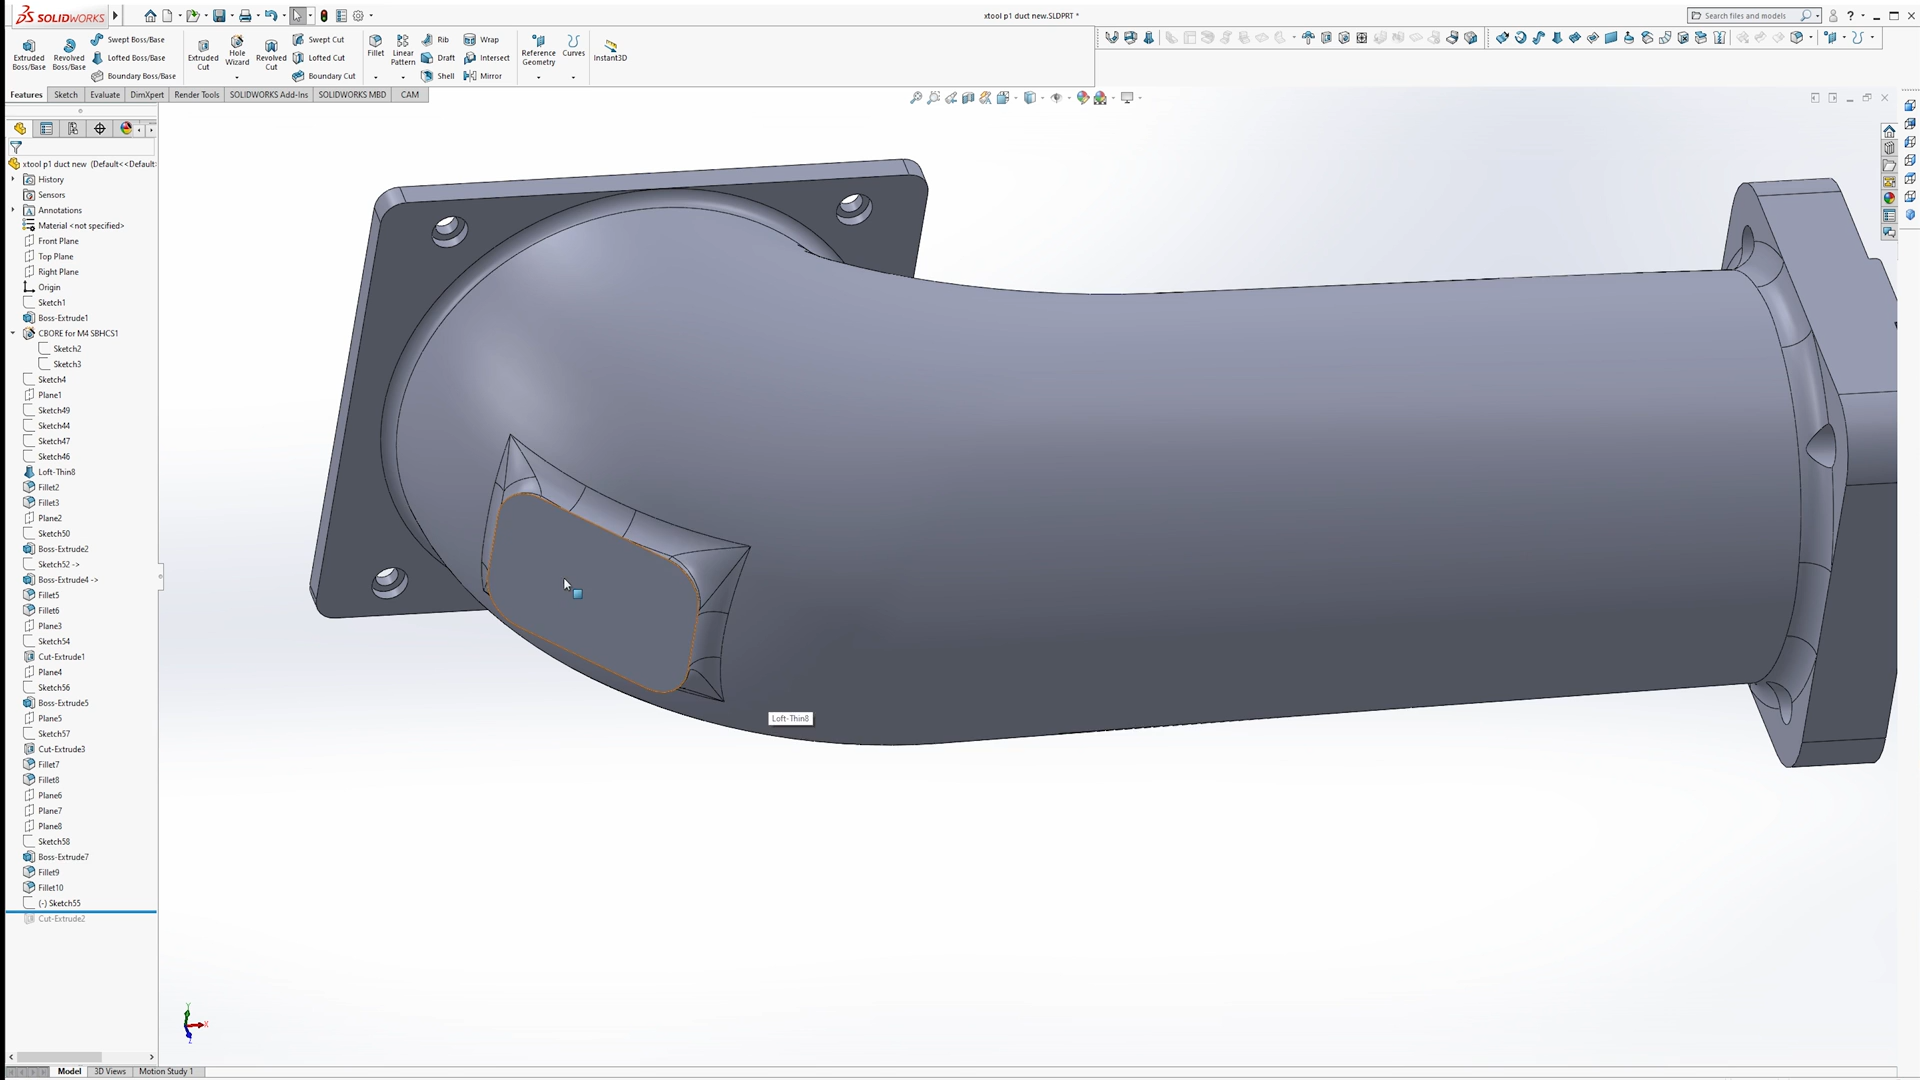 SOLIDWORKS
xtool p1 duct new.SLDPRT *
Search files and models
Extruded Boss/Base
Revolved Boss/Base
Swept Boss/Base
Lofted Boss/Base
Boundary Boss/Base
Extruded Cut
Hole Wizard
Revolved Cut
Swept Cut
Lofted Cut
Boundary Cut
Fillet
Linear Pattern
Rib
Draft
Shell
Wrap
Intersect
Mirror
Reference Geometry
Curves
Instant3D
Features
Sketch
Evaluate
DimXpert
Render Tools
SOLIDWORKS Add-Ins
SOLIDWORKS MBD
CAM
xtool p1 duct new (Default<<Default>
History
Sensors
Annotations
Material <not specified>
Front Plane
Top Plane
Right Plane
Origin
Sketch1
Boss-Extrude1
CBORE for M4 SBHCS1
Sketch2
Sketch3
Sketch4
Plane1
Sketch49
Sketch44
Sketch47
Sketch46
Loft-Thin8
Fillet2
Fillet3
Plane2
Sketch50
Boss-Extrude2
Sketch52 ->
Boss-Extrude4 ->
Fillet5
Fillet6
Plane3
Sketch54
Cut-Extrude1
Plane4
Sketch56
Boss-Extrude5
Plane5
Sketch57
Cut-Extrude3
Fillet7
Fillet8
Plane6
Plane7
Plane8
Sketch58
Boss-Extrude7
Fillet9
Fillet10
(-) Sketch55
Cut-Extrude2
Loft-Thin8
Y
X
Z
Model
3D Views
Motion Study 1